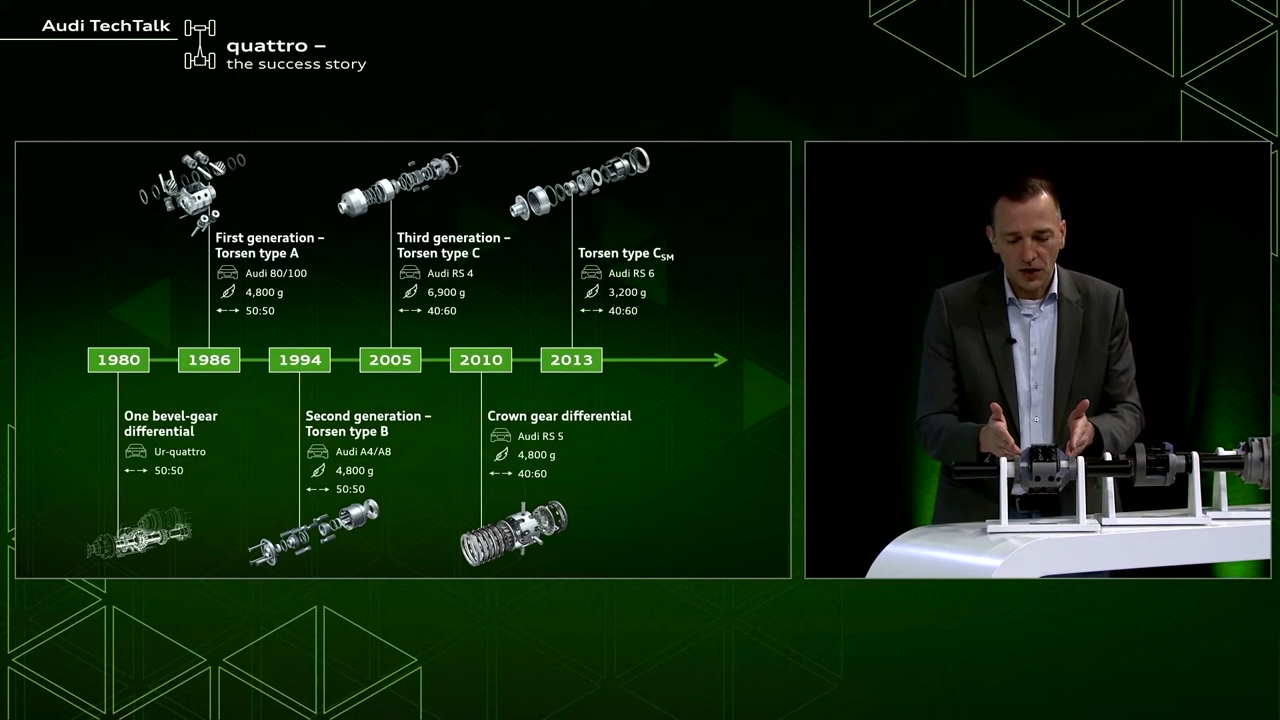 Audi TechTalk
quattro –
the success story
First generation –
Torsen type A
Audi 80/100
4,800 g
50:50
Third generation –
Torsen type C
Audi RS 4
6,900 g
40:60
Torsen type CSM
Audi RS 6
3,200 g
40:60
1980
1986
1994
2005
2010
2013
One bevel-gear
differential
Ur-quattro
50:50
Second generation –
Torsen type B
Audi A4/A8
4,800 g
50:50
Crown gear differential
Audi RS 5
4,800 g
40:60